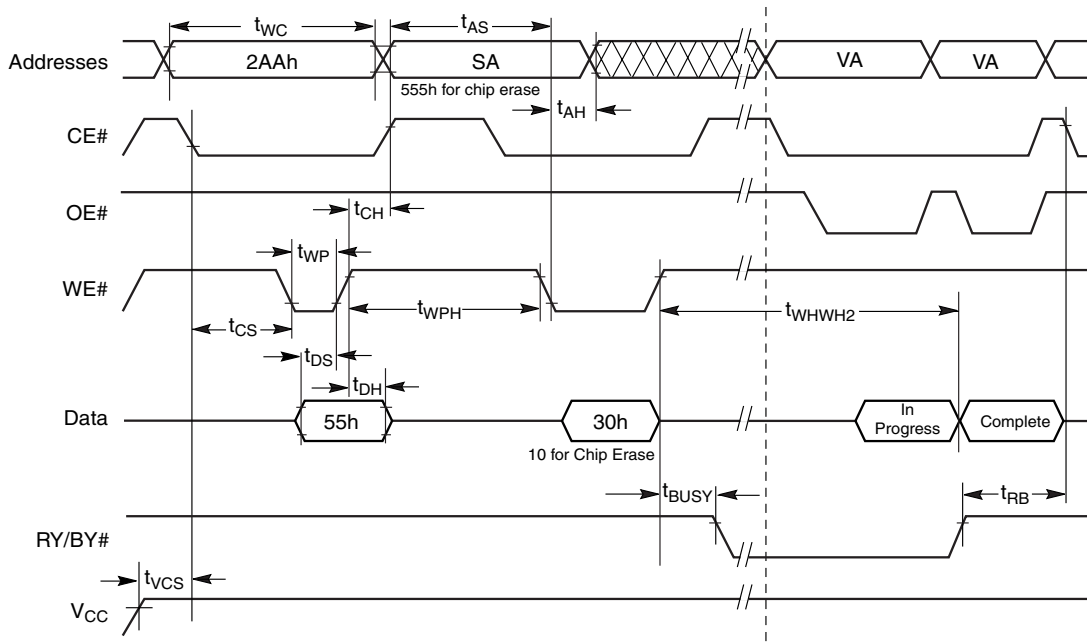 tWC
tAS
Addresses
2AAh
SA
VA
VA
555h for chip erase
tAH
CE#
OE#
tCH
tWP
WE#
tWPH
tWHWH2
tCS
tDS
tDH
Data
55h
30h
In
Progress
Complete
10 for Chip Erase
tBUSY
tRB
RY/BY#
tVCS
VCC